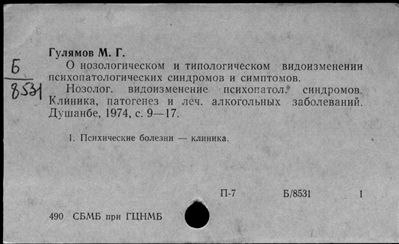 Гулямов М. Г.
Б
8531
О нозологическом и типологическом видоизменении
психопатологических синдромов и симптомов.
Нозолог. видоизменение психопатол. синдромов.
Клиника, патогенез и леч. алкогольных заболеваний.
Душанбе, 1974, с. 9—17.
1. Психические болезни — клиника.
П-7 Б/8531 1
490 СБМБ при ГЦНМБ